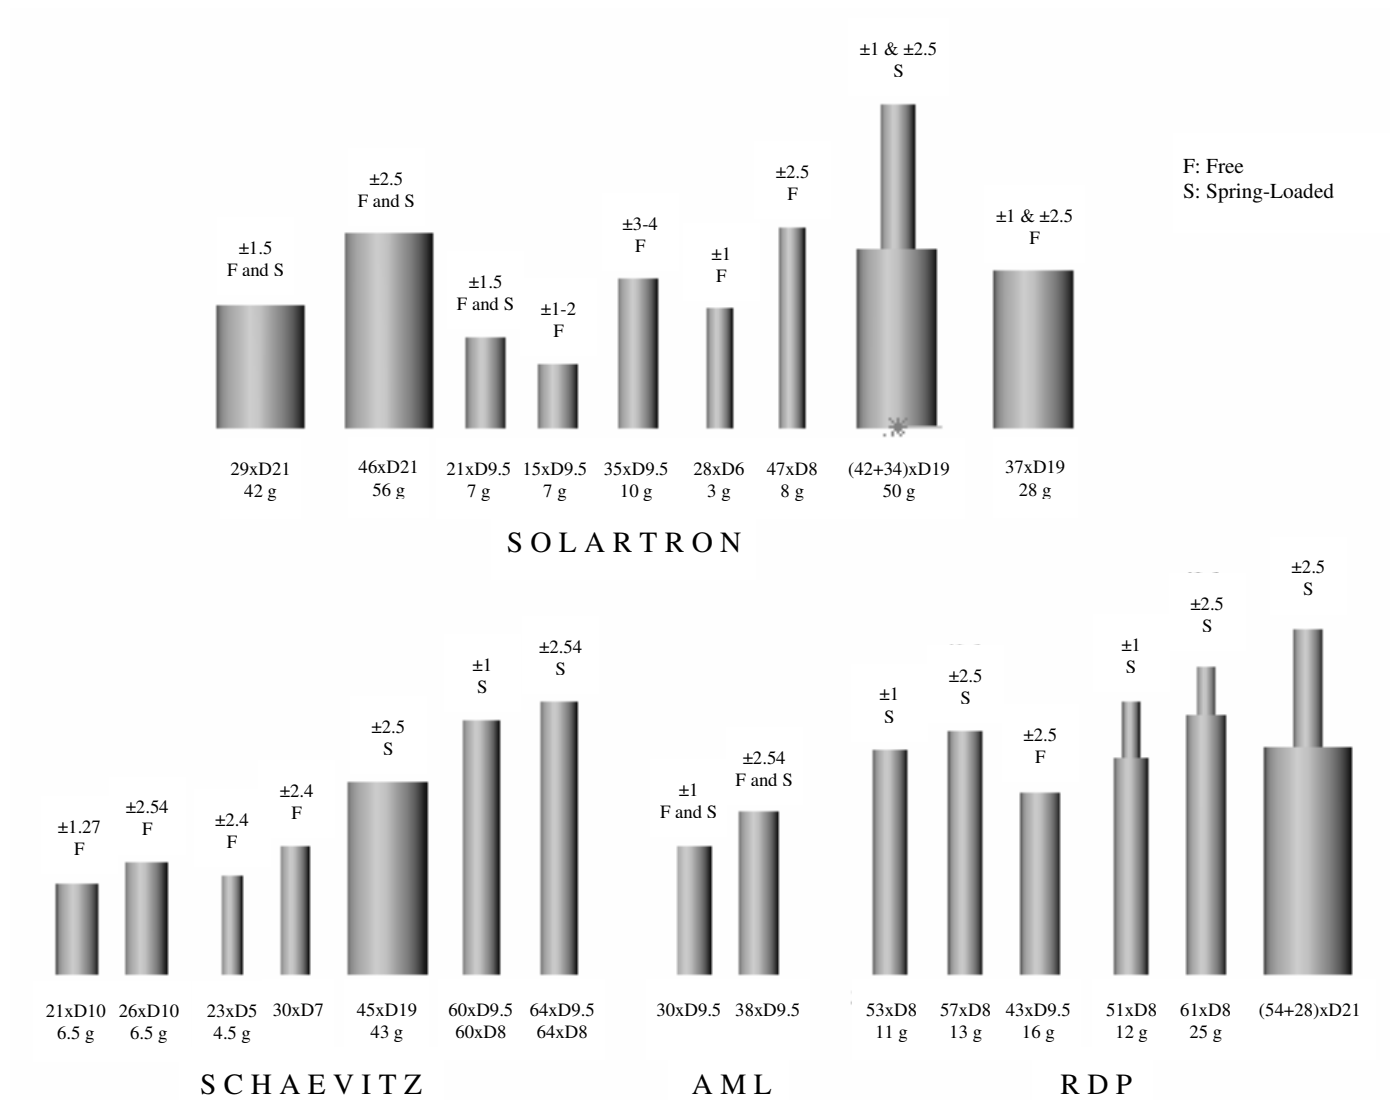 ±1 & ±2.5
S
F: Free
S: Spring-Loaded
±2.5
F and S
±2.5
F
±1.5
F and S
±3-4
F
±1 & ±2.5
F
±1
F
±1.5
F and S
±1-2
F
29xD21
42 g
46xD21
56 g
21xD9.5
7 g
15xD9.5
7 g
35xD9.5
10 g
28xD6
3 g
47xD8
8 g
(42+34)xD19
50 g
37xD19
28 g
SOLARTRON
±1.27
F
±2.54
F
±2.4
F
±2.4
F
±2.5
S
±1
S
±2.54
S
21xD10
6.5 g
26xD10
6.5 g
23xD5
4.5 g
30xD7
45xD19
43 g
60xD9.5
60xD8
64xD9.5
64xD8
SCHAEVITZ
±1
F and S
±2.54
F and S
30xD9.5
38xD9.5
AML
±1
S
±2.5
S
±2.5
F
±1
S
±2.5
S
±2.5
S
53xD8
11 g
57xD8
13 g
43xD9.5
16 g
51xD8
12 g
61xD8
25 g
(54+28)xD21
RDP